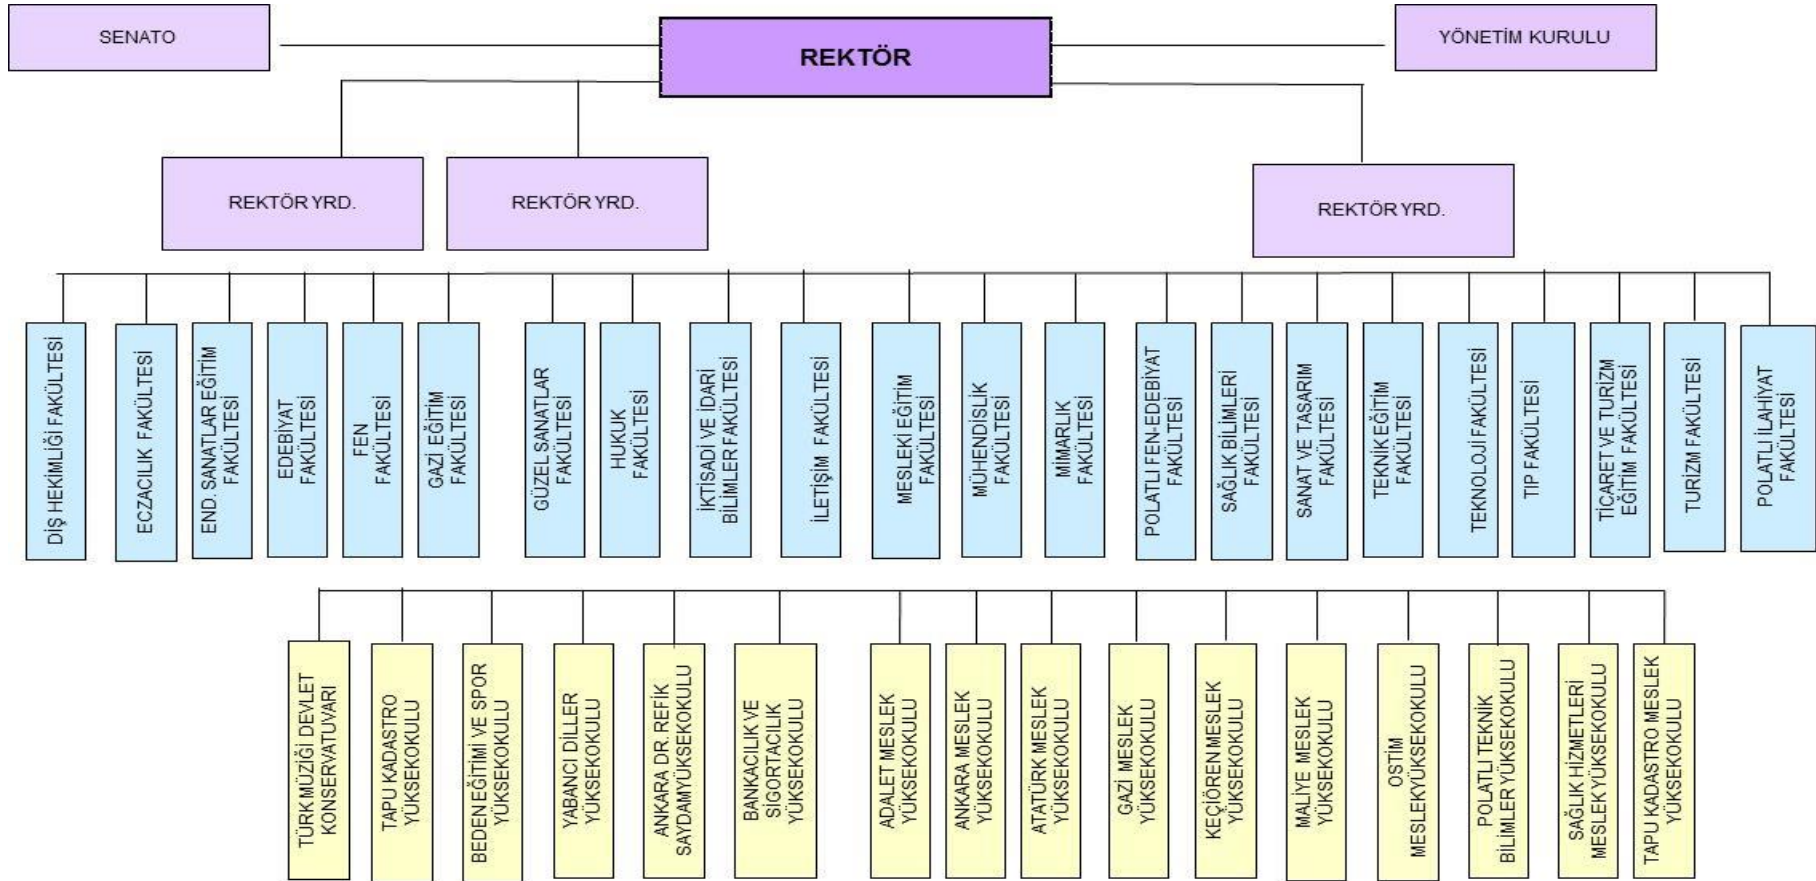 SENATO
REKTÖR
YÖNETİM KURULU
REKTÖR YRD.
REKTÖR YRD.
REKTÖR YRD.
DİŞ HEKİMLİĞİ FAKÜLTESİ
ECZACILIK FAKÜLTESİ
END. SANATLAR EĞİTİM
FAKÜLTESİ
EDEBİYAT
FAKÜLTESİ
FEN
FAKÜLTESİ
GAZİ EĞİTİM
FAKÜLTESİ
GÜZEL SANATLAR
FAKÜLTESİ
HUKUK
FAKÜLTESİ
İKTİSADİ VE İDARİ
BİLİMLER FAKÜLTESİ
İLETİŞİM FAKÜLTESİ
MESLEKİ EĞİTİM
FAKÜLTESİ
MÜHENDİSLİK
FAKÜLTESİ
MİMARLIK
FAKÜLTESİ
POLATLI FEN-EDEBİYAT
FAKÜLTESİ
SAĞLIK BİLİMLERİ
FAKÜLTESİ
SANAT VE TASARIM
FAKÜLTESİ
TEKNİK EĞİTİM
FAKÜLTESİ
TEKNOLOJİ FAKÜLTESİ
TIP FAKÜLTESİ
TİCARET VE TURİZM
EĞİTİM FAKÜLTESİ
TURİZM FAKÜLTESİ
POLATLI İLAHİYAT
FAKÜLTESİ
TÜRK MÜZİĞİ DEVLET
KONSERVATUVARI
TAPU KADASTRO
YÜKSEKOKULU
BEDEN EĞİTİMİ VE SPOR
YÜKSEKOKULU
YABANCI DİLLER
YÜKSEKOKULU
ANKARA DR. REFİK
SAYDAM YÜKSEKOKULU
BANKACILIK VE
SİGORTACILIK
YÜKSEKOKULU
ADALET MESLEK
YÜKSEKOKULU
ANKARA MESLEK
YÜKSEKOKULU
ATATÜRK MESLEK
YÜKSEKOKULU
GAZİ MESLEK
YÜKSEKOKULU
KEÇİÖREN MESLEK
YÜKSEKOKULU
MALİYE MESLEK
YÜKSEKOKULU
OSTİM
MESLEK YÜKSEKOKULU
POLATLI TEKNİK
BİLİMLER YÜKSEKOKULU
SAĞLIK HİZMETLERİ
MESLEK YÜKSEKOKULU
TAPU KADASTRO MESLEK
YÜKSEKOKULU